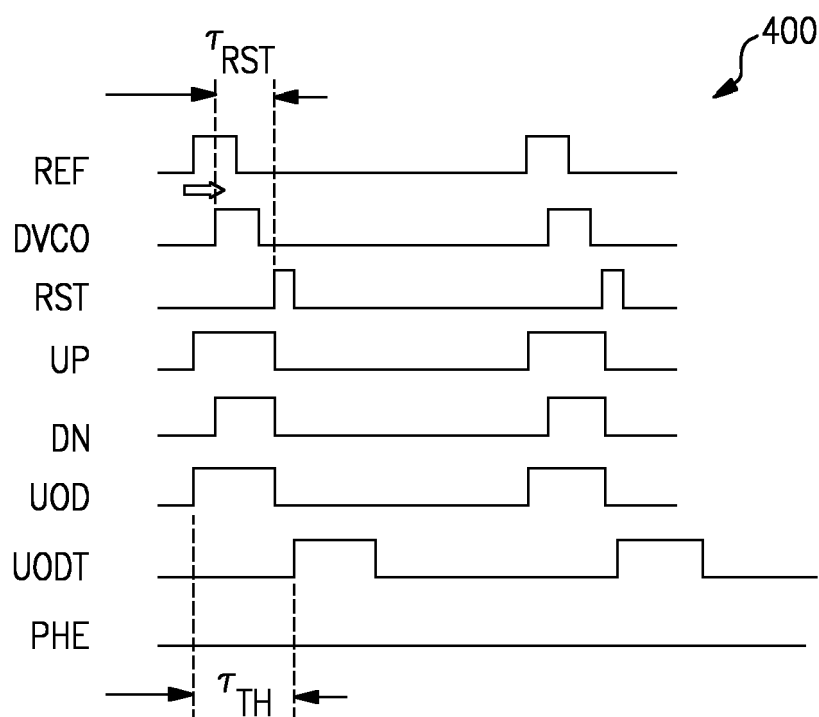 400
τRST
REF
DVCO
RST
UP
DN
UOD
UODT
PHE
τTH